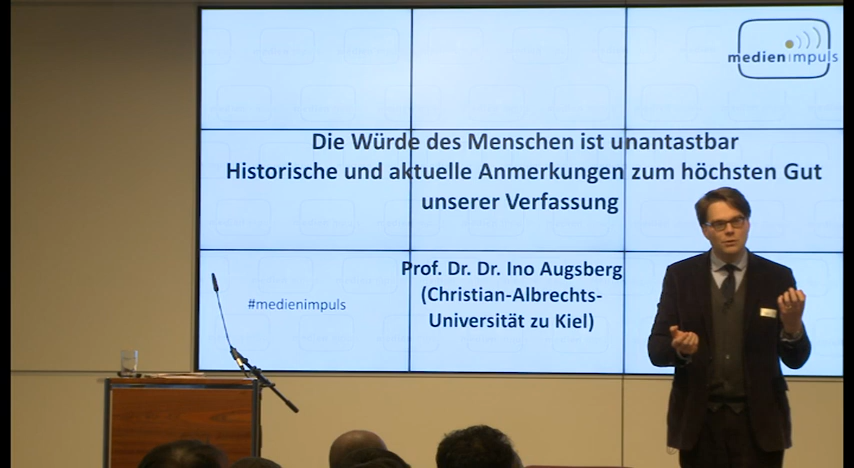 medienimpuls
Die Würde des Menschen ist unantastbar
Historische und aktuelle Anmerkungen zum höchsten Gut
unserer Verfassung
Prof. Dr. Dr. Ino Augsberg
(Christian-Albrechts-
Universität zu Kiel)
#medienimpuls